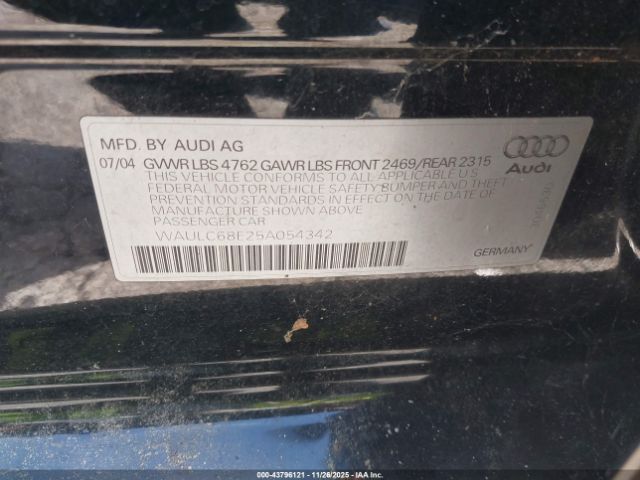 MFD. BY AUDI AG
07/04 GVWR LBS 4762 GAWR LBS FRONT 2469/REAR 2315
THIS VEHICLE CONFORMS TO ALL APPLICABLE U.S
FEDERAL MOTOR VEHICLE SAFETY BUMPER AND THEFT
PREVENTION STANDARDS IN EFFECT ON THE DATE OF
MANUFACTURE SHOWN ABOVE
PASSENGER CAR
WAULC68E25A054342
Audi
GERMANY
000-43796121 | 11/26/2025 | IAAI.COM